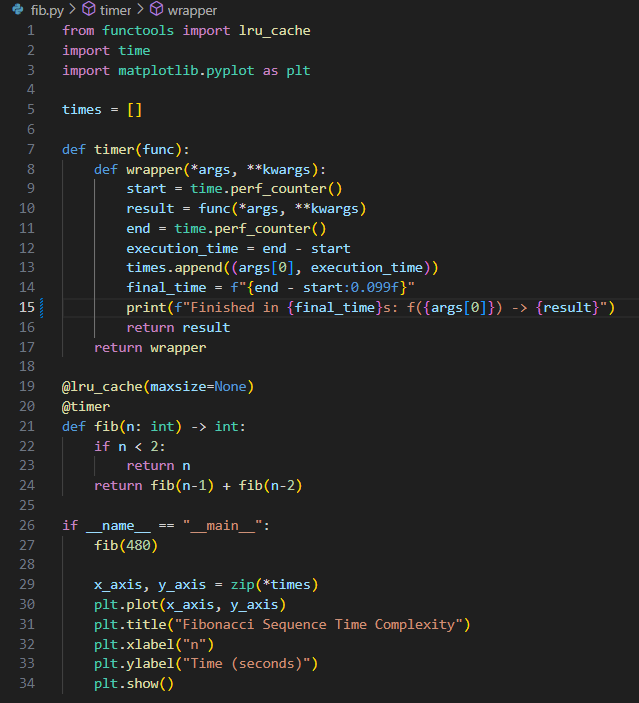 fib.py > timer > wrapper
1 from functools import lru_cache
2 import time
3 import matplotlib.pyplot as plt
4
5 times = []
6
7 def timer(func):
8     def wrapper(*args, **kwargs):
9         start = time.perf_counter()
10         result = func(*args, **kwargs)
11         end = time.perf_counter()
12         execution_time = end - start
13         times.append((args[0], execution_time))
14         final_time = f"{end - start:0.099f}"
15         print(f"Finished in {final_time}s: f({args[0]}) -> {result}")
16         return result
17     return wrapper
18
19 @lru_cache(maxsize=None)
20 @timer
21 def fib(n: int) -> int:
22     if n < 2:
23         return n
24     return fib(n-1) + fib(n-2)
25
26 if __name__ == "__main__":
27     fib(480)
28
29     x_axis, y_axis = zip(*times)
30     plt.plot(x_axis, y_axis)
31     plt.title("Fibonacci Sequence Time Complexity")
32     plt.xlabel("n")
33     plt.ylabel("Time (seconds)")
34     plt.show()